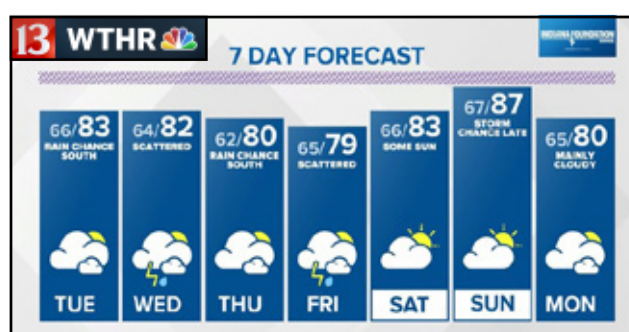 13 WTHR
7 DAY FORECAST
INDIANA FOUNDATION
66/83
RAIN CHANCE
SOUTH
TUE
64/82
SCATTERED
WED
62/80
RAIN CHANCE
SOUTH
THU
65/79
SCATTERED
FRI
66/83
SOME SUN
SAT
67/87
STORM
CHANCE LATE
SUN
65/80
MAINLY
CLOUDY
MON